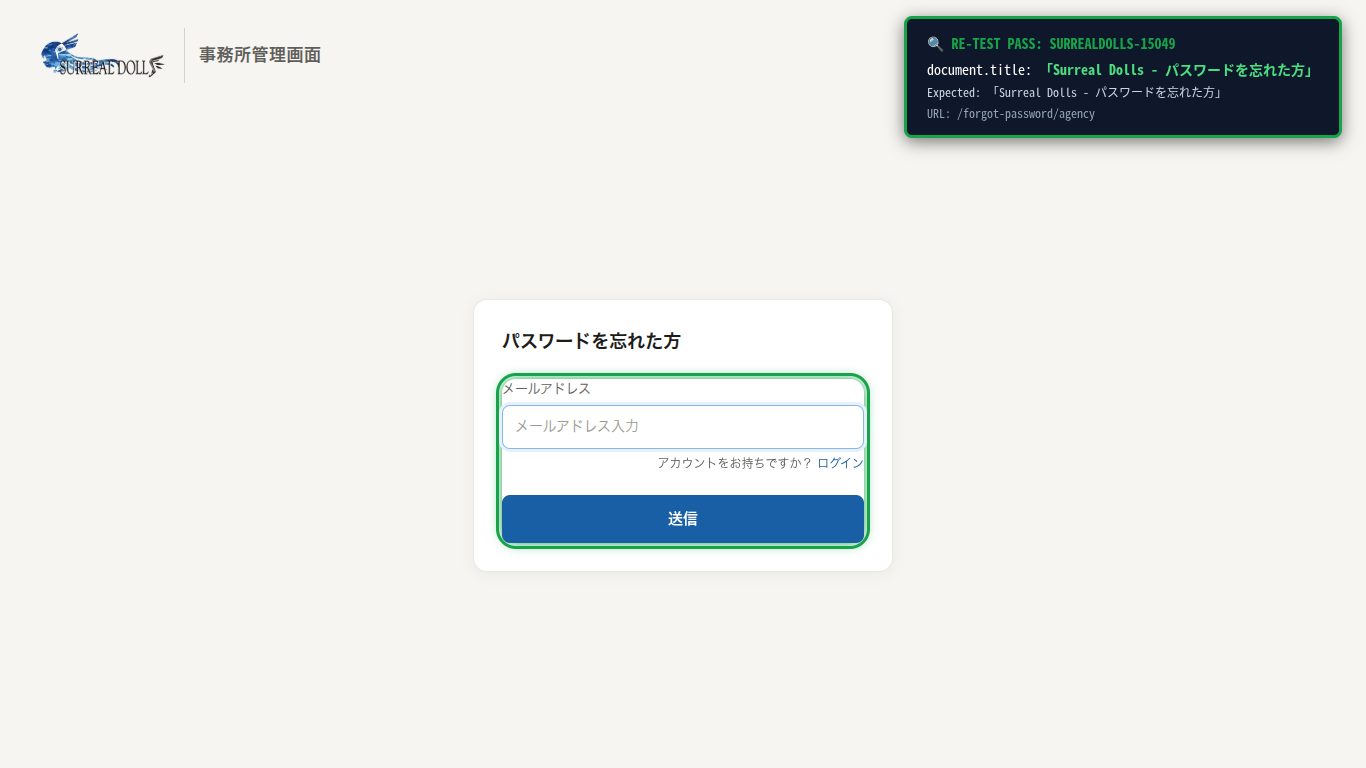 SURREAL DOLLS
事務所管理画面
🔍 RE-TEST PASS: SURREALDOLLS-15049
document.title: 「Surreal Dolls - パスワードを忘れた方」
Expected: 「Surreal Dolls - パスワードを忘れた方」
URL: /forgot-password/agency
パスワードを忘れた方
メールアドレス
メールアドレス入力
アカウントをお持ちですか？ ログイン
送信